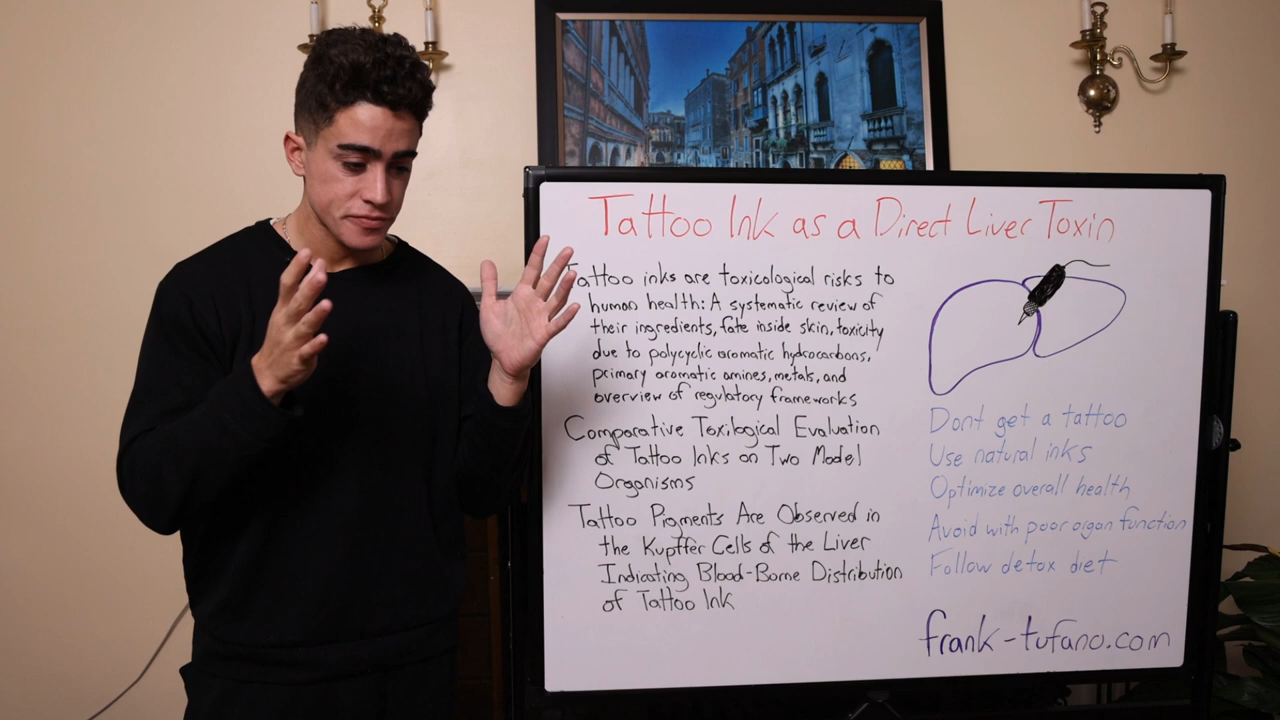 Tattoo Ink as a Direct Liver Toxin
Tattoo inks are toxicological risks to
human health: A systematic review of
their ingredients, fate inside skin, toxicity
due to polycyclic aromatic hydrocarbons,
primary aromatic amines, metals, and
overview of regulatory frameworks
Comparative Toxilogical Evaluation
of Tattoo Inks on Two Model
Organisms
Tattoo Pigments Are Observed in
the Kupffer Cells of the Liver
Indicating Blood-Borne Distribution
of Tattoo Ink
Dont get a tattoo
Use natural inks
Optimize overall health
Avoid with poor organ function
Follow detox diet
frank-tufano.com